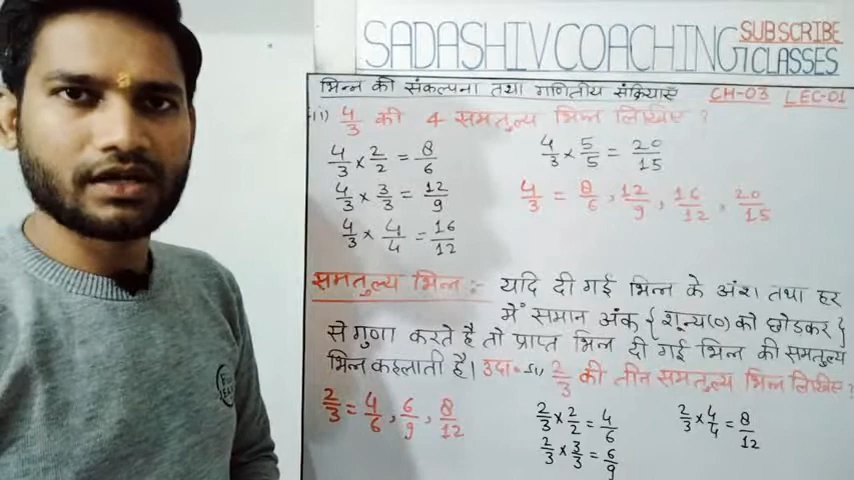 SADASHIV COACHING CLASSES
SUBSCRIBE
भिन्न की संकल्पना तथा गणितीय संक्रियाएँ CH-03 LEC-01
ii) 4/3 की 4 समतुल्य भिन्न लिखिए ?
4/3 × 2/2 = 8/6
4/3 × 5/5 = 20/15
4/3 × 3/3 = 12/9
4/3 = 8/6, 12/9, 16/12, 20/15
4/3 × 4/4 = 16/12
समतुल्य भिन्न :- यदि दी गई भिन्न के अंश तथा हर
में समान अंक { शून्य(0) को छोडकर }
से गुणा करते है तो प्राप्त भिन्न दी गई भिन्न की समतुल्य
भिन्न कहलाती है। उदा०-i) 2/3 की तीन समतुल्य भिन्न लिखिए ?
2/3 = 4/6, 6/9, 8/12
2/3 × 2/2 = 4/6
2/3 × 4/4 = 8/12
2/3 × 3/3 = 6/9